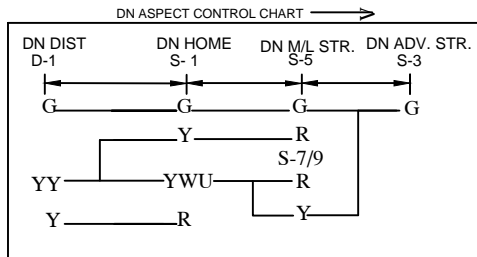 DN ASPECT CONTROL CHART
DN DIST DN HOME DN M/L STR. DN ADV. STR.
D-1 S- 1 S-5 S-3
G G G G
Y R
S-7/9
YY YWU R
Y
Y R